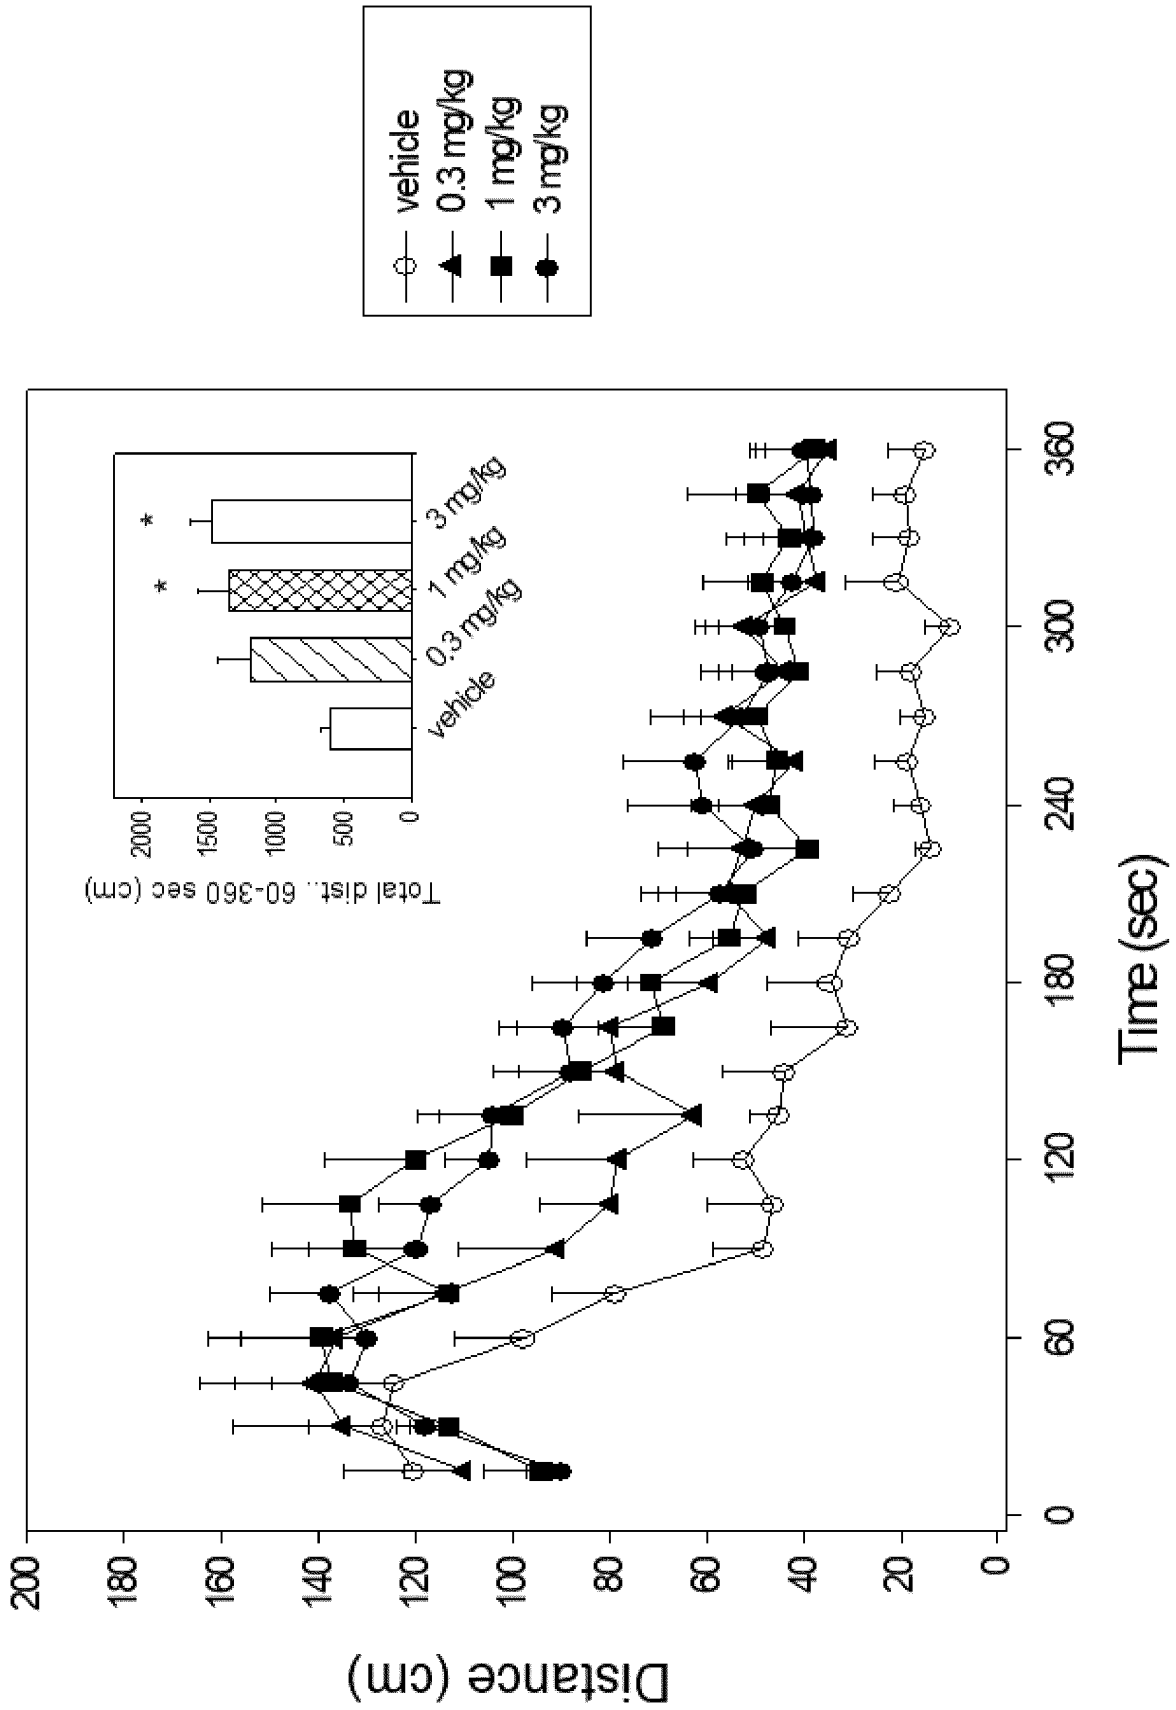 Distance (cm)
200
180
160
140
120
100
80
60
40
20
0
0
60
120
180
240
300
360
Time (sec)
Total dist.. 60-360 sec (cm)
2000
1500
1000
500
0
vehicle
0.3 mg/kg
1 mg/kg
3 mg/kg
*
*
vehicle
0.3 mg/kg
1 mg/kg
3 mg/kg